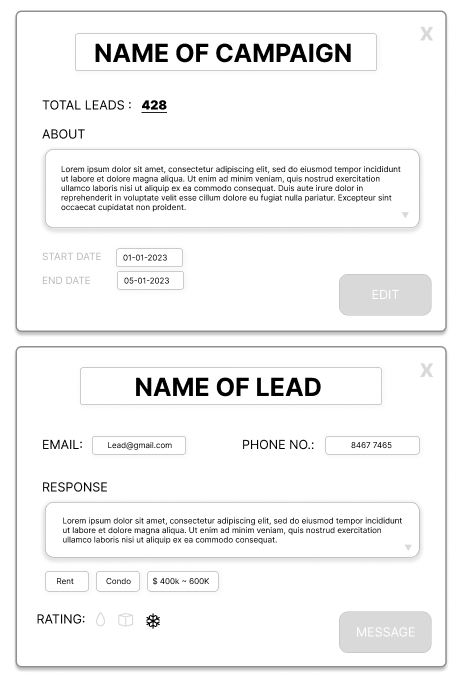 X
NAME OF CAMPAIGN
TOTAL LEADS : 428
ABOUT
Lorem ipsum dolor sit amet, consectetur adipiscing elit, sed do eiusmod tempor incididunt
ut labore et dolore magna aliqua. Ut enim ad minim veniam, quis nostrud exercitation
ullamco laboris nisi ut aliquip ex ea commodo consequat. Duis aute irure dolor in
reprehenderit in voluptate velit esse cillum dolore eu fugiat nulla pariatur. Excepteur sint
occaecat cupidatat non proident.
START DATE 01-01-2023
END DATE 05-01-2023
EDIT
X
NAME OF LEAD
EMAIL: Lead@gmail.com PHONE NO.: 8467 7465
RESPONSE
Lorem ipsum dolor sit amet, consectetur adipiscing elit, sed do eiusmod tempor incididunt
ut labore et dolore magna aliqua. Ut enim ad minim veniam, quis nostrud exercitation
ullamco laboris nisi ut aliquip ex ea commodo consequat.
Rent Condo $ 400k ~ 600K
RATING:
MESSAGE